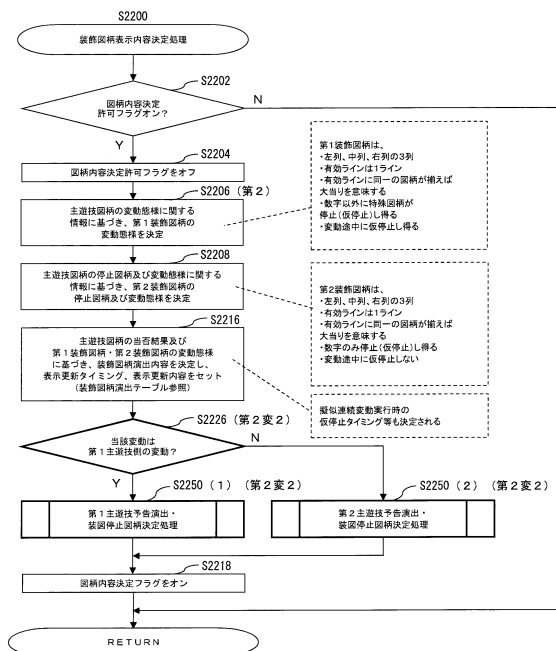 S2200
装飾図柄表示内容決定処理
S2202
図柄内容決定
許可フラグオン?
N
Y
S2204
図柄内容決定許可フラグをオフ
S2206(第2)
主遊技図柄の変動態様に関する
情報に基づき、第1装飾図柄の
変動態様を決定
第1装飾図柄は、
・左列、中列、右列の3列
・有効ラインは1ライン
・有効ラインに同一の図柄が揃えば
大当りを意味する
・数字以外に特殊図柄が
停止(仮停止)し得る
・変動途中に仮停止し得る
S2208
主遊技図柄の停止図柄及び変動態様に関する
情報に基づき、第2装飾図柄の
停止図柄及び変動態様を決定
第2装飾図柄は、
・左列、中列、右列の3列
・有効ラインは1ライン
・有効ラインに同一の図柄が揃えば
大当りを意味する
・数字のみ停止(仮停止)し得る
・変動途中に仮停止しない
S2216
主遊技図柄の当否結果及び
第1装飾図柄・第2装飾図柄の変動態様
に基づき、装飾図柄演出内容を決定し、
表示更新タイミング、表示更新内容をセット
(装飾図柄演出テーブル参照)
擬似連続変動実行時の
仮停止タイミング等も決定される
S2226(第2変2)
当該変動は
第1主遊技側の変動?
N
Y
S2250(1)(第2変2)
第1主遊技予告演出・
装図停止図柄決定処理
S2250(2)(第2変2)
第2主遊技予告演出・
装図停止図柄決定処理
S2218
図柄内容決定フラグをオン
RETURN